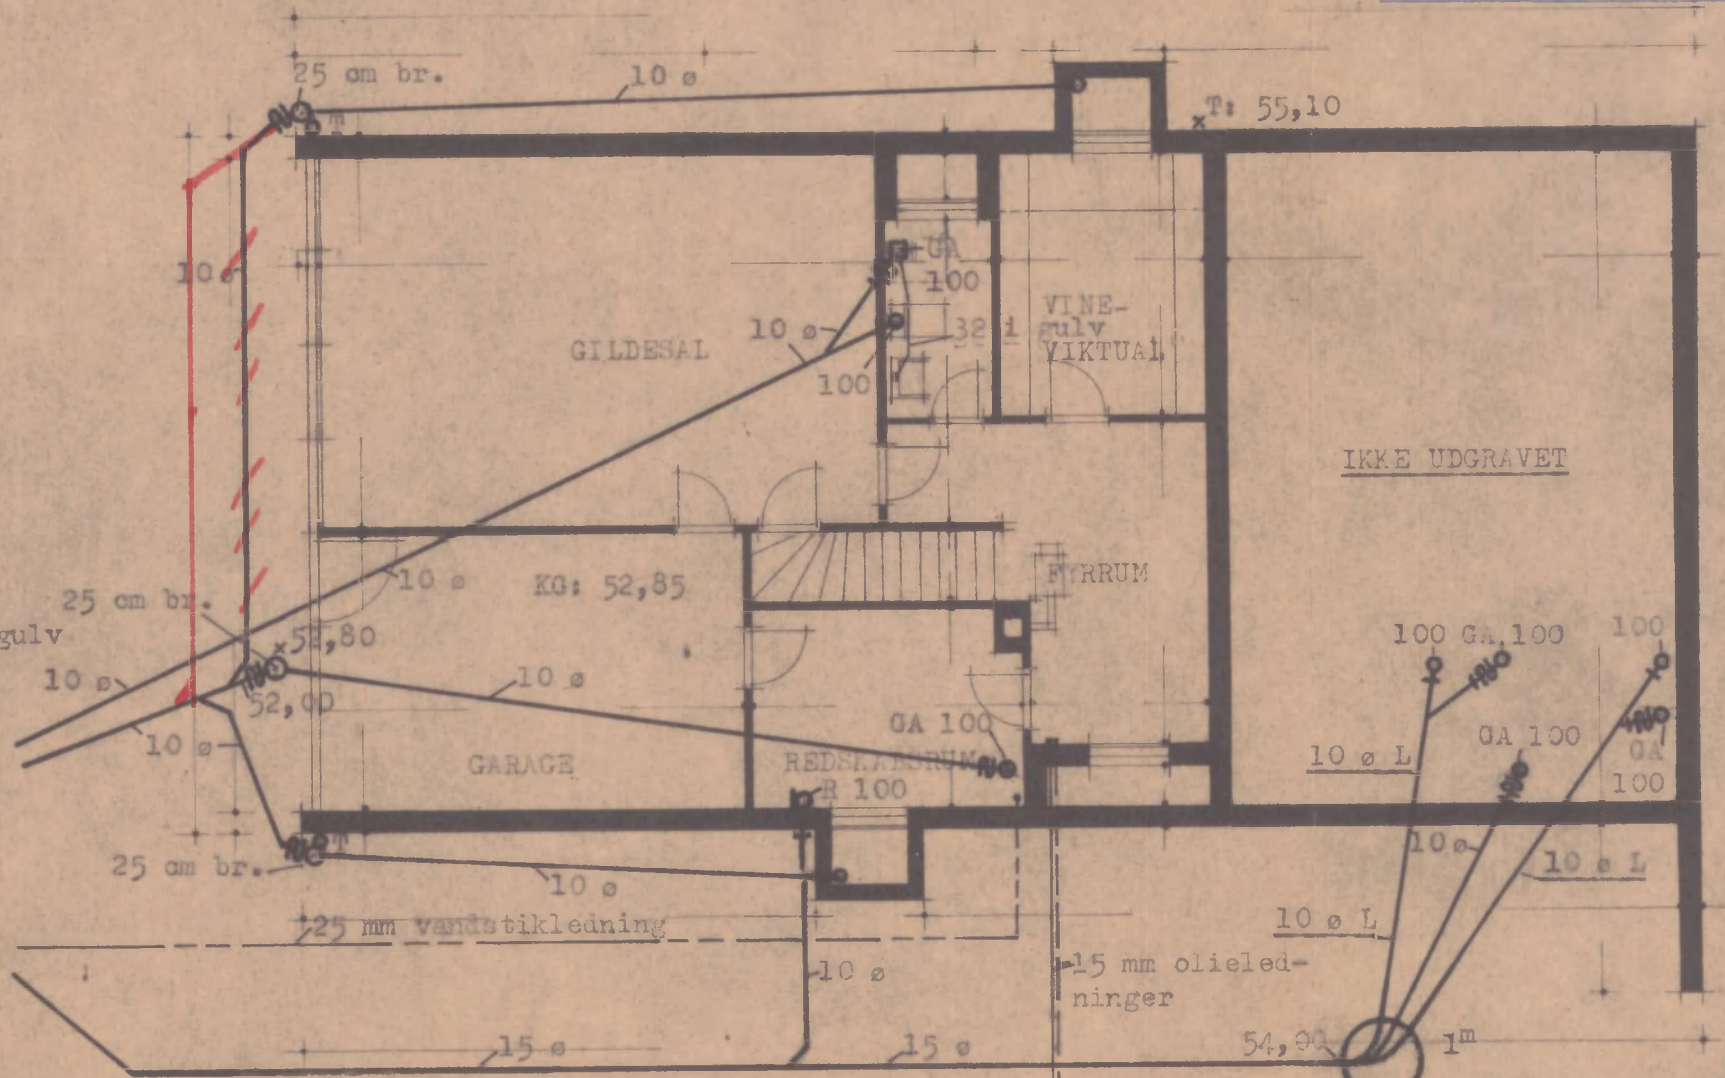 25 cm br.
10 ø
T
T: 55,10
10 ø
GA
100
10 ø
32 i
gulv
VINE-
VIKTUAL
GILDESAL
100
IKKE UDGRAVET
10 ø
KG: 52,85
FYRRUM
25 cm br.
gulv
52,80
100 GA 100
100
10 ø
10 ø
52,00
GA 100
GA 100
GA
100
10 ø
10 ø L
GARAGE
REDSKABSRUM
R 100
T
25 cm br.
10 ø
10 ø
10 ø L
25 mm vandstikledning
10 ø L
10 ø
15 mm olieled-
ninger
15 ø
15 ø
54,00
1m